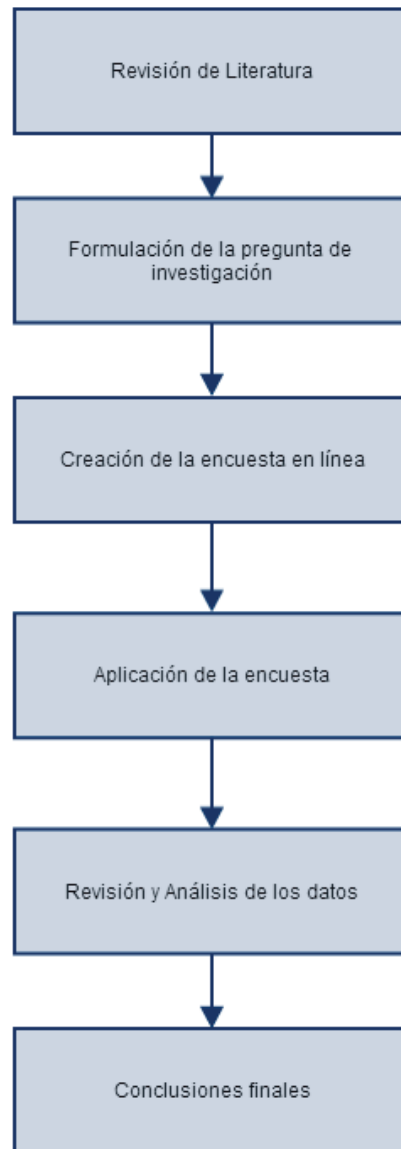 Revisión de Literatura
Formulación de la pregunta de
investigación
Creación de la encuesta en línea
Aplicación de la encuesta
Revisión y Análisis de los datos
Conclusiones finales